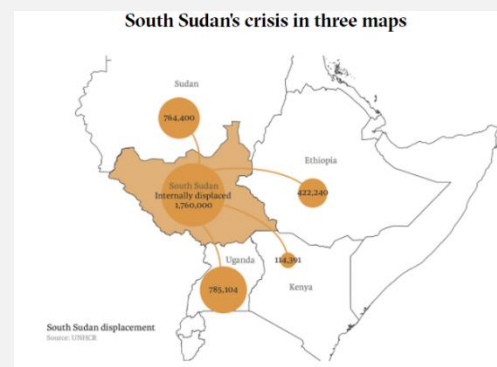 South Sudan's crisis in three maps
Sudan
764,400
Ethiopia
South Sudan
Internally displaced
1,760,000
422,240
Uganda
114,391
Kenya
785,104
South Sudan displacement
Source: UNHCR